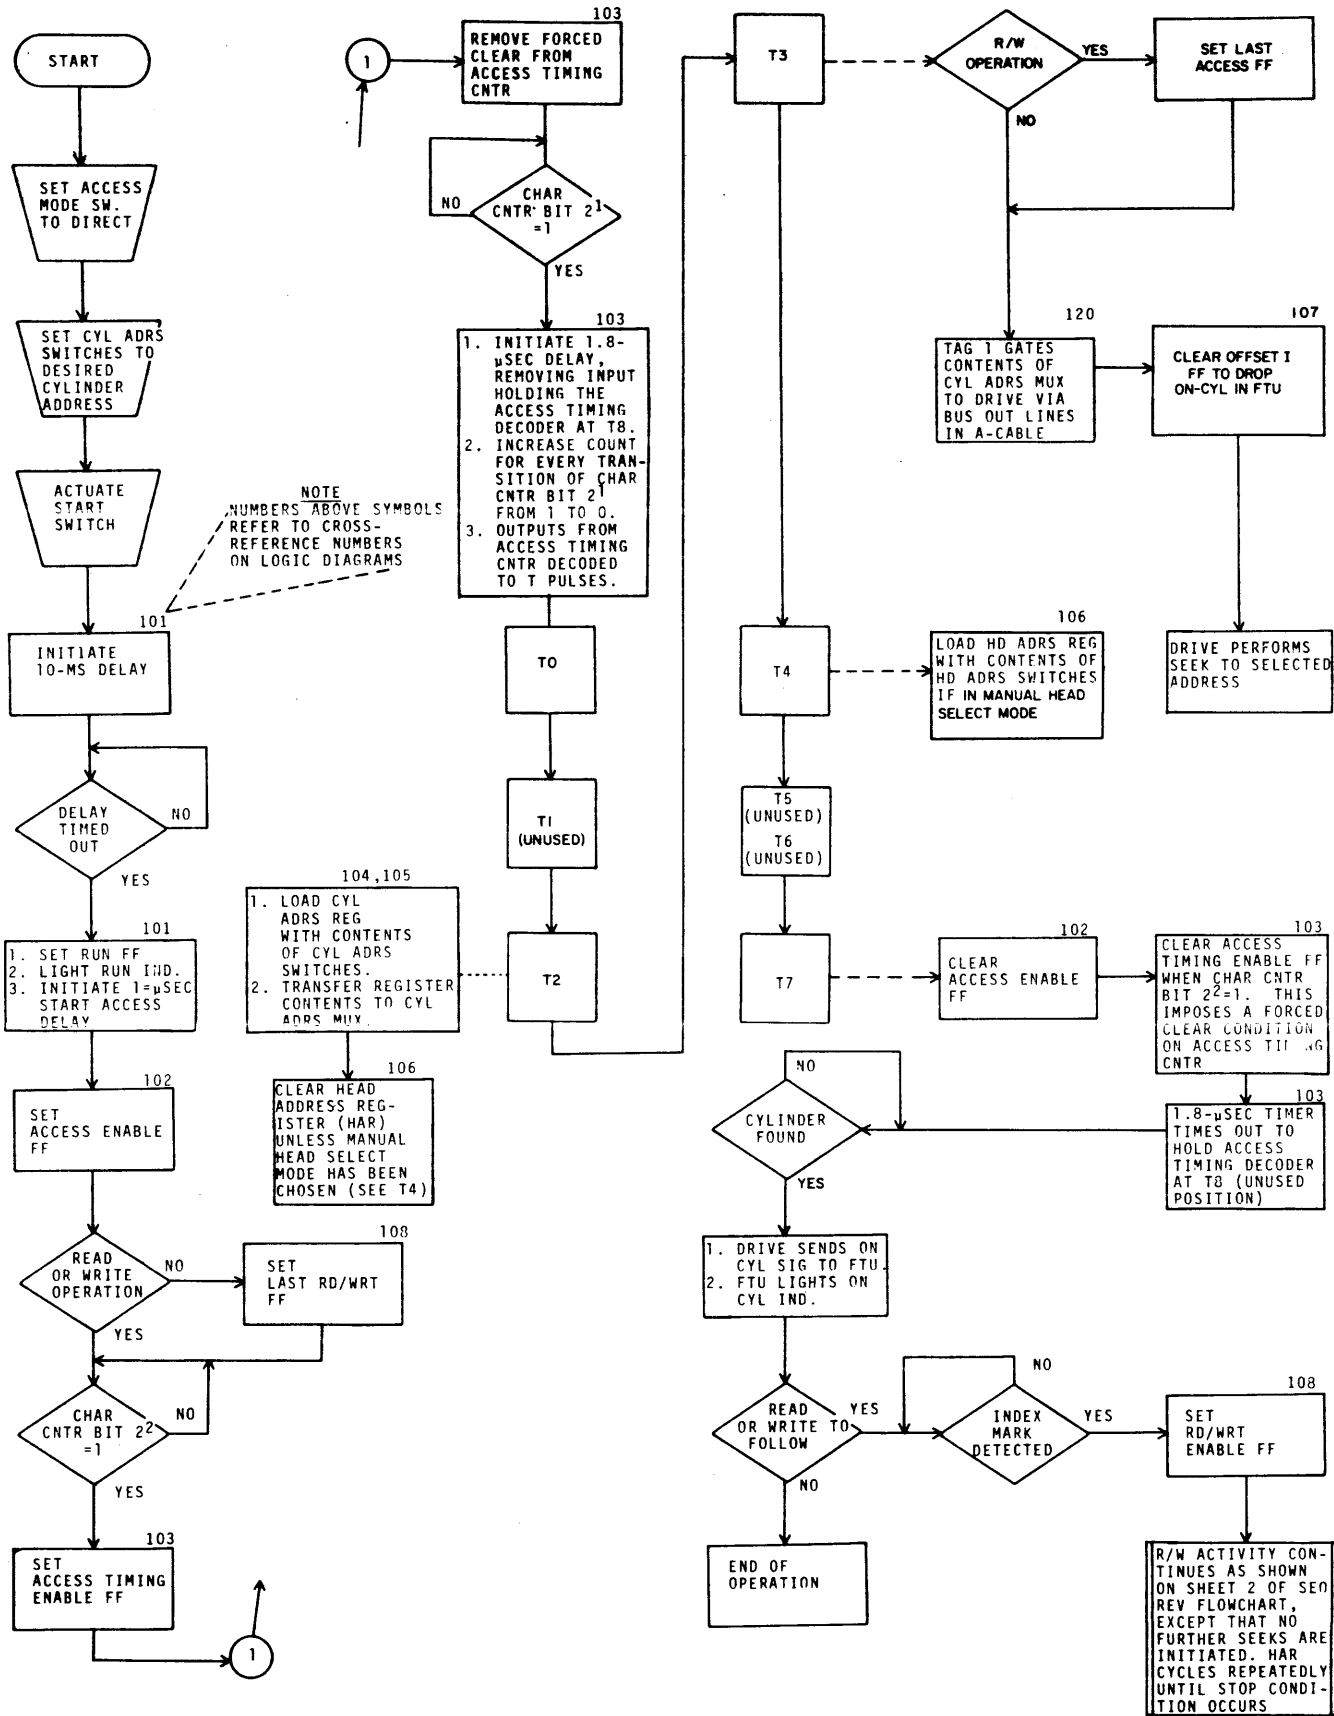 START
SET ACCESS
MODE SW.
TO DIRECT
SET CYL ADRS
SWITCHES TO
DESIRED
CYLINDER
ADDRESS
ACTUATE
START
SWITCH
NOTE
NUMBERS ABOVE SYMBOLS
REFER TO CROSS-
REFERENCE NUMBERS
ON LOGIC DIAGRAMS
101
INITIATE
10-MS DELAY
DELAY
TIMED
OUT
NO
YES
101
1. SET RUN FF
2. LIGHT RUN IND.
3. INITIATE 1=µSEC
START ACCESS
DELAY
102
SET
ACCESS ENABLE
FF
READ
OR WRITE
OPERATION
NO
YES
108
SET
LAST RD/WRT
FF
CHAR
CNTR BIT 2²
=1
NO
YES
103
SET
ACCESS TIMING
ENABLE FF
1
1
103
REMOVE FORCED
CLEAR FROM
ACCESS TIMING
CNTR
CHAR
CNTR BIT 2¹
=1
NO
YES
103
1. INITIATE 1.8-
µSEC DELAY,
REMOVING INPUT
HOLDING THE
ACCESS TIMING
DECODER AT T8.
2. INCREASE COUNT
FOR EVERY TRAN-
SITION OF CHAR
CNTR BIT 2¹
FROM 1 TO 0.
3. OUTPUTS FROM
ACCESS TIMING
CNTR DECODED
TO T PULSES.
T0
T1
(UNUSED)
T2
104,105
1. LOAD CYL
ADRS REG
WITH CONTENTS
OF CYL ADRS
SWITCHES.
2. TRANSFER REGISTER
CONTENTS TO CYL
ADRS MUX.
106
CLEAR HEAD
ADDRESS REG-
ISTER (HAR)
UNLESS MANUAL
HEAD SELECT
MODE HAS BEEN
CHOSEN (SEE T4)
T3
R/W
OPERATION
YES
NO
SET LAST
ACCESS FF
120
TAG 1 GATES
CONTENTS OF
CYL ADRS MUX
TO DRIVE VIA
BUS OUT LINES
IN A-CABLE
107
CLEAR OFFSET I
FF TO DROP
ON-CYL IN FTU
DRIVE PERFORMS
SEEK TO SELECTED
ADDRESS
T4
106
LOAD HD ADRS REG
WITH CONTENTS OF
HD ADRS SWITCHES
IF IN MANUAL HEAD
SELECT MODE
T5
(UNUSED)
T6
(UNUSED)
T7
102
CLEAR
ACCESS ENABLE
FF
103
CLEAR ACCESS
TIMING ENABLE FF
WHEN CHAR CNTR
BIT 2²=1. THIS
IMPOSES A FORCED
CLEAR CONDITION
ON ACCESS
CNTR
103
1.8-µSEC TIMER
TIMES OUT TO
HOLD ACCESS
TIMING DECODER
AT T8 (UNUSED
POSITION)
CYLINDER
FOUND
NO
YES
1. DRIVE SENDS ON
CYL SIG TO FTU.
2. FTU LIGHTS ON
CYL IND.
READ
OR WRITE TO
FOLLOW
YES
NO
END OF
OPERATION
INDEX
MARK
DETECTED
NO
YES
108
SET
RD/WRT
ENABLE FF
R/W ACTIVITY CON-
TINUES AS SHOWN
ON SHEET 2 OF SEQ
REV FLOWCHART,
EXCEPT THAT NO
FURTHER SEEKS ARE
INITIATED. HAR
CYCLES REPEATEDLY
UNTIL STOP CONDI-
TION OCCURS